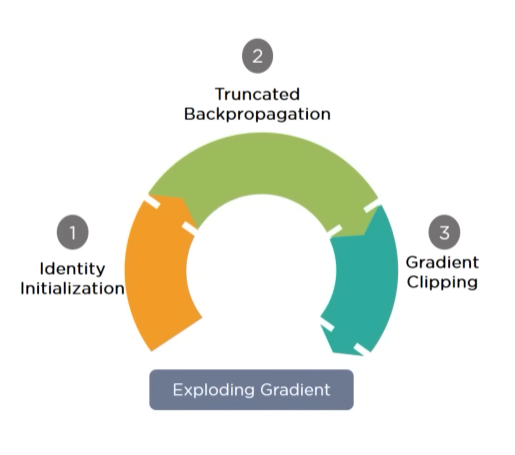 2
Truncated
Backpropagation
1
Identity
Initialization
3
Gradient
Clipping
Exploding Gradient